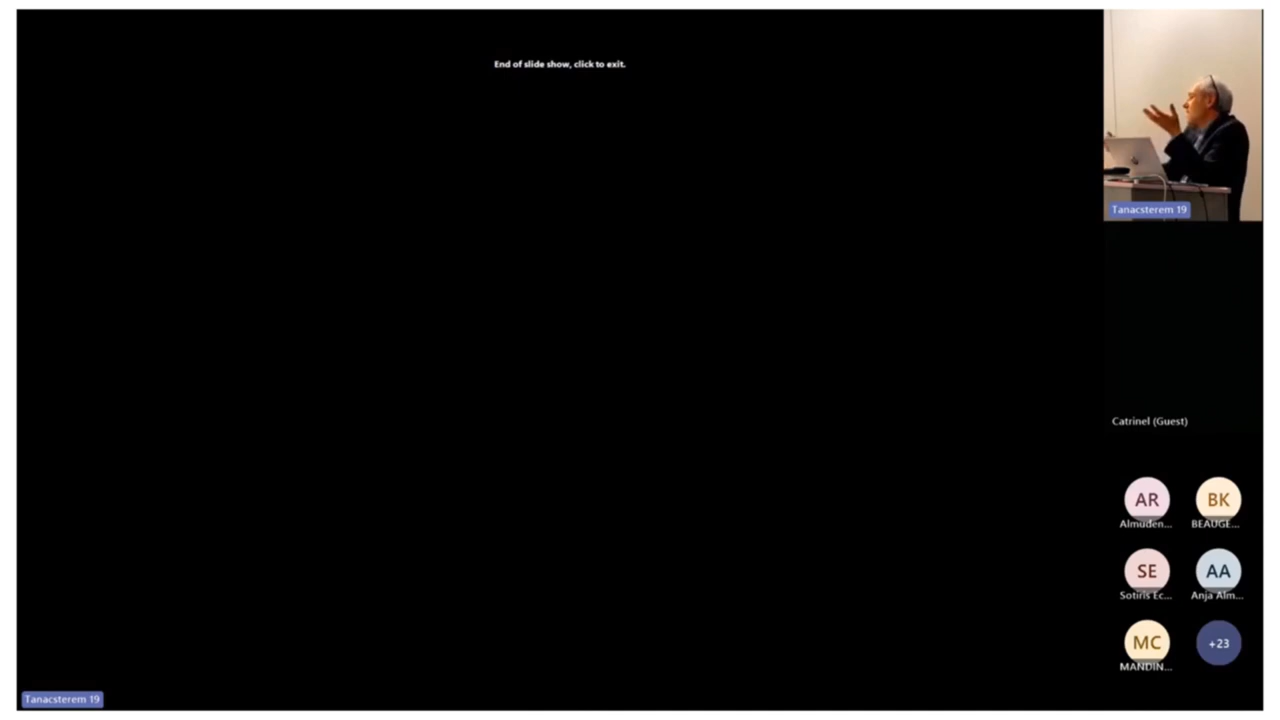 End of slide show, click to exit.
Tanacsterem 19
Catrinel (Guest)
AR
BK
Almuden...
BEAUGE...
SE
AA
Sotiris Ec...
Anja Alm...
MC
+23
MANDIN...
Tanacsterem 19